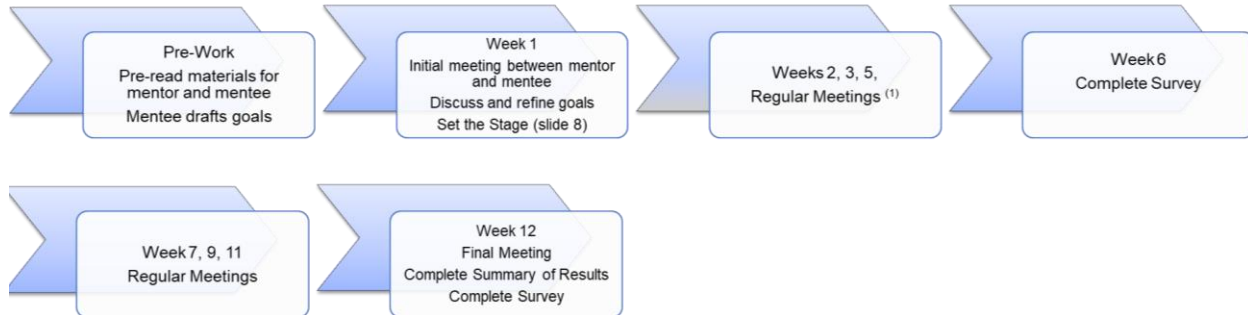 Pre-Work
Pre-read materials for
mentor and mentee
Mentee drafts goals
Week 1
Initial meeting between mentor
and mentee
Discuss and refine goals
Set the Stage (slide 8)
Weeks 2, 3, 5,
Regular Meetings (1)
Week 6
Complete Survey
Week 7, 9, 11
Regular Meetings
Week 12
Final Meeting
Complete Summary of Results
Complete Survey